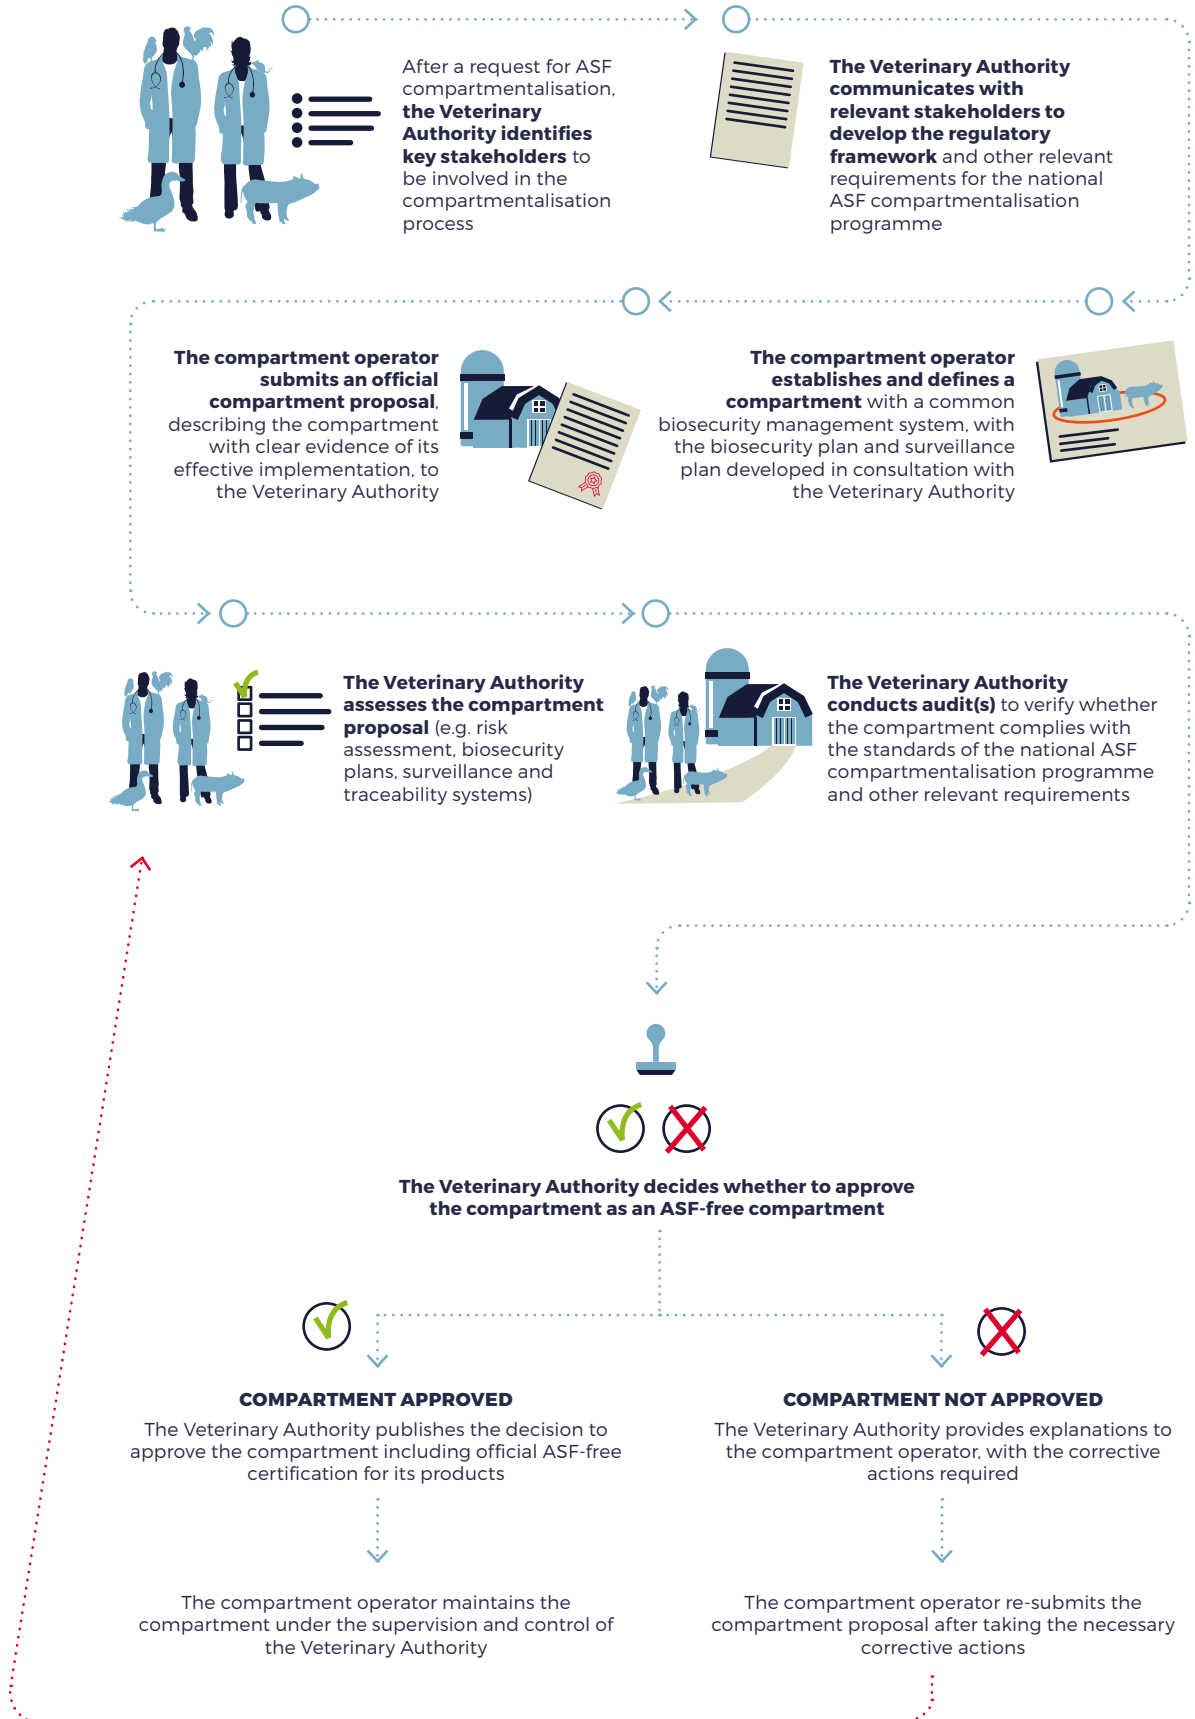 After a request for ASF
compartmentalisation,
the Veterinary
Authority identifies
key stakeholders to
be involved in the
compartmentalisation
process
The Veterinary Authority
communicates with
relevant stakeholders to
develop the regulatory
framework and other relevant
requirements for the national
ASF compartmentalisation
programme
The compartment operator
establishes and defines a
compartment with a common
biosecurity management system, with
the biosecurity plan and surveillance
plan developed in consultation with
the Veterinary Authority
The compartment operator
submits an official
compartment proposal,
describing the compartment
with clear evidence of its
effective implementation, to
the Veterinary Authority
The Veterinary Authority
assesses the compartment
proposal (e.g. risk
assessment, biosecurity
plans, surveillance and
traceability systems)
The Veterinary Authority
conducts audit(s) to verify whether
the compartment complies with
the standards of the national ASF
compartmentalisation programme
and other relevant requirements
The Veterinary Authority decides whether to approve
the compartment as an ASF-free compartment
COMPARTMENT APPROVED
The Veterinary Authority publishes the decision to
approve the compartment including official ASF-free
certification for its products
The compartment operator maintains the
compartment under the supervision and control of
the Veterinary Authority
COMPARTMENT NOT APPROVED
The Veterinary Authority provides explanations to
the compartment operator, with the corrective
actions required
The compartment operator re-submits the
compartment proposal after taking the necessary
corrective actions